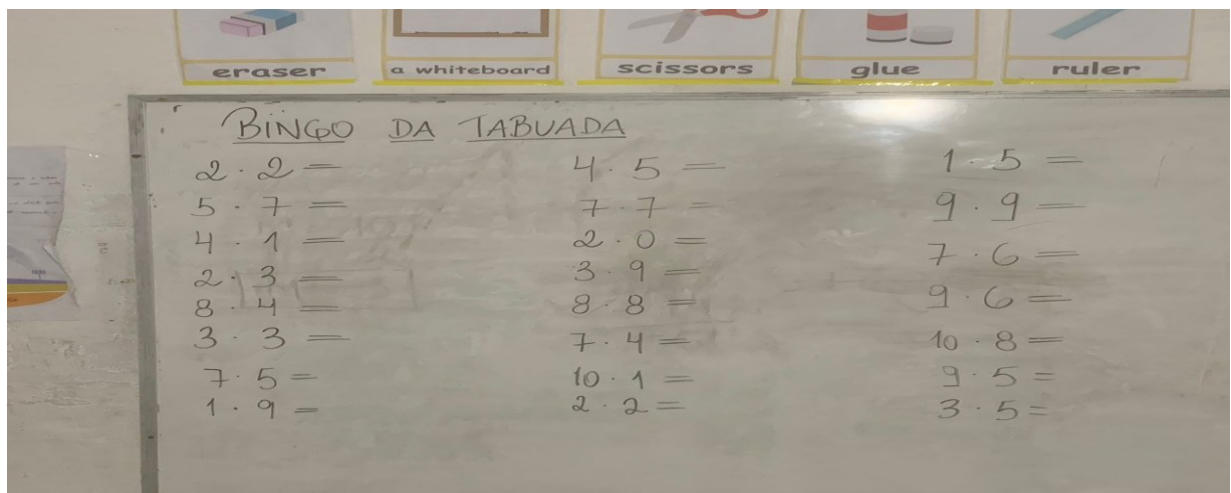 eraser
a whiteboard
scissors
glue
ruler
BINGO DA TABUADA
2 . 2 =
5 . 7 =
4 . 1 =
2 . 3 =
8 . 4 =
3 . 3 =
7 . 5 =
1 . 9 =
4 . 5 =
7 . 7 =
2 . 0 =
3 . 9 =
8 . 8 =
7 . 4 =
10 . 1 =
2 . 2 =
1 . 5 =
9 . 9 =
7 . 6 =
9 . 6 =
10 . 8 =
9 . 5 =
3 . 5 =